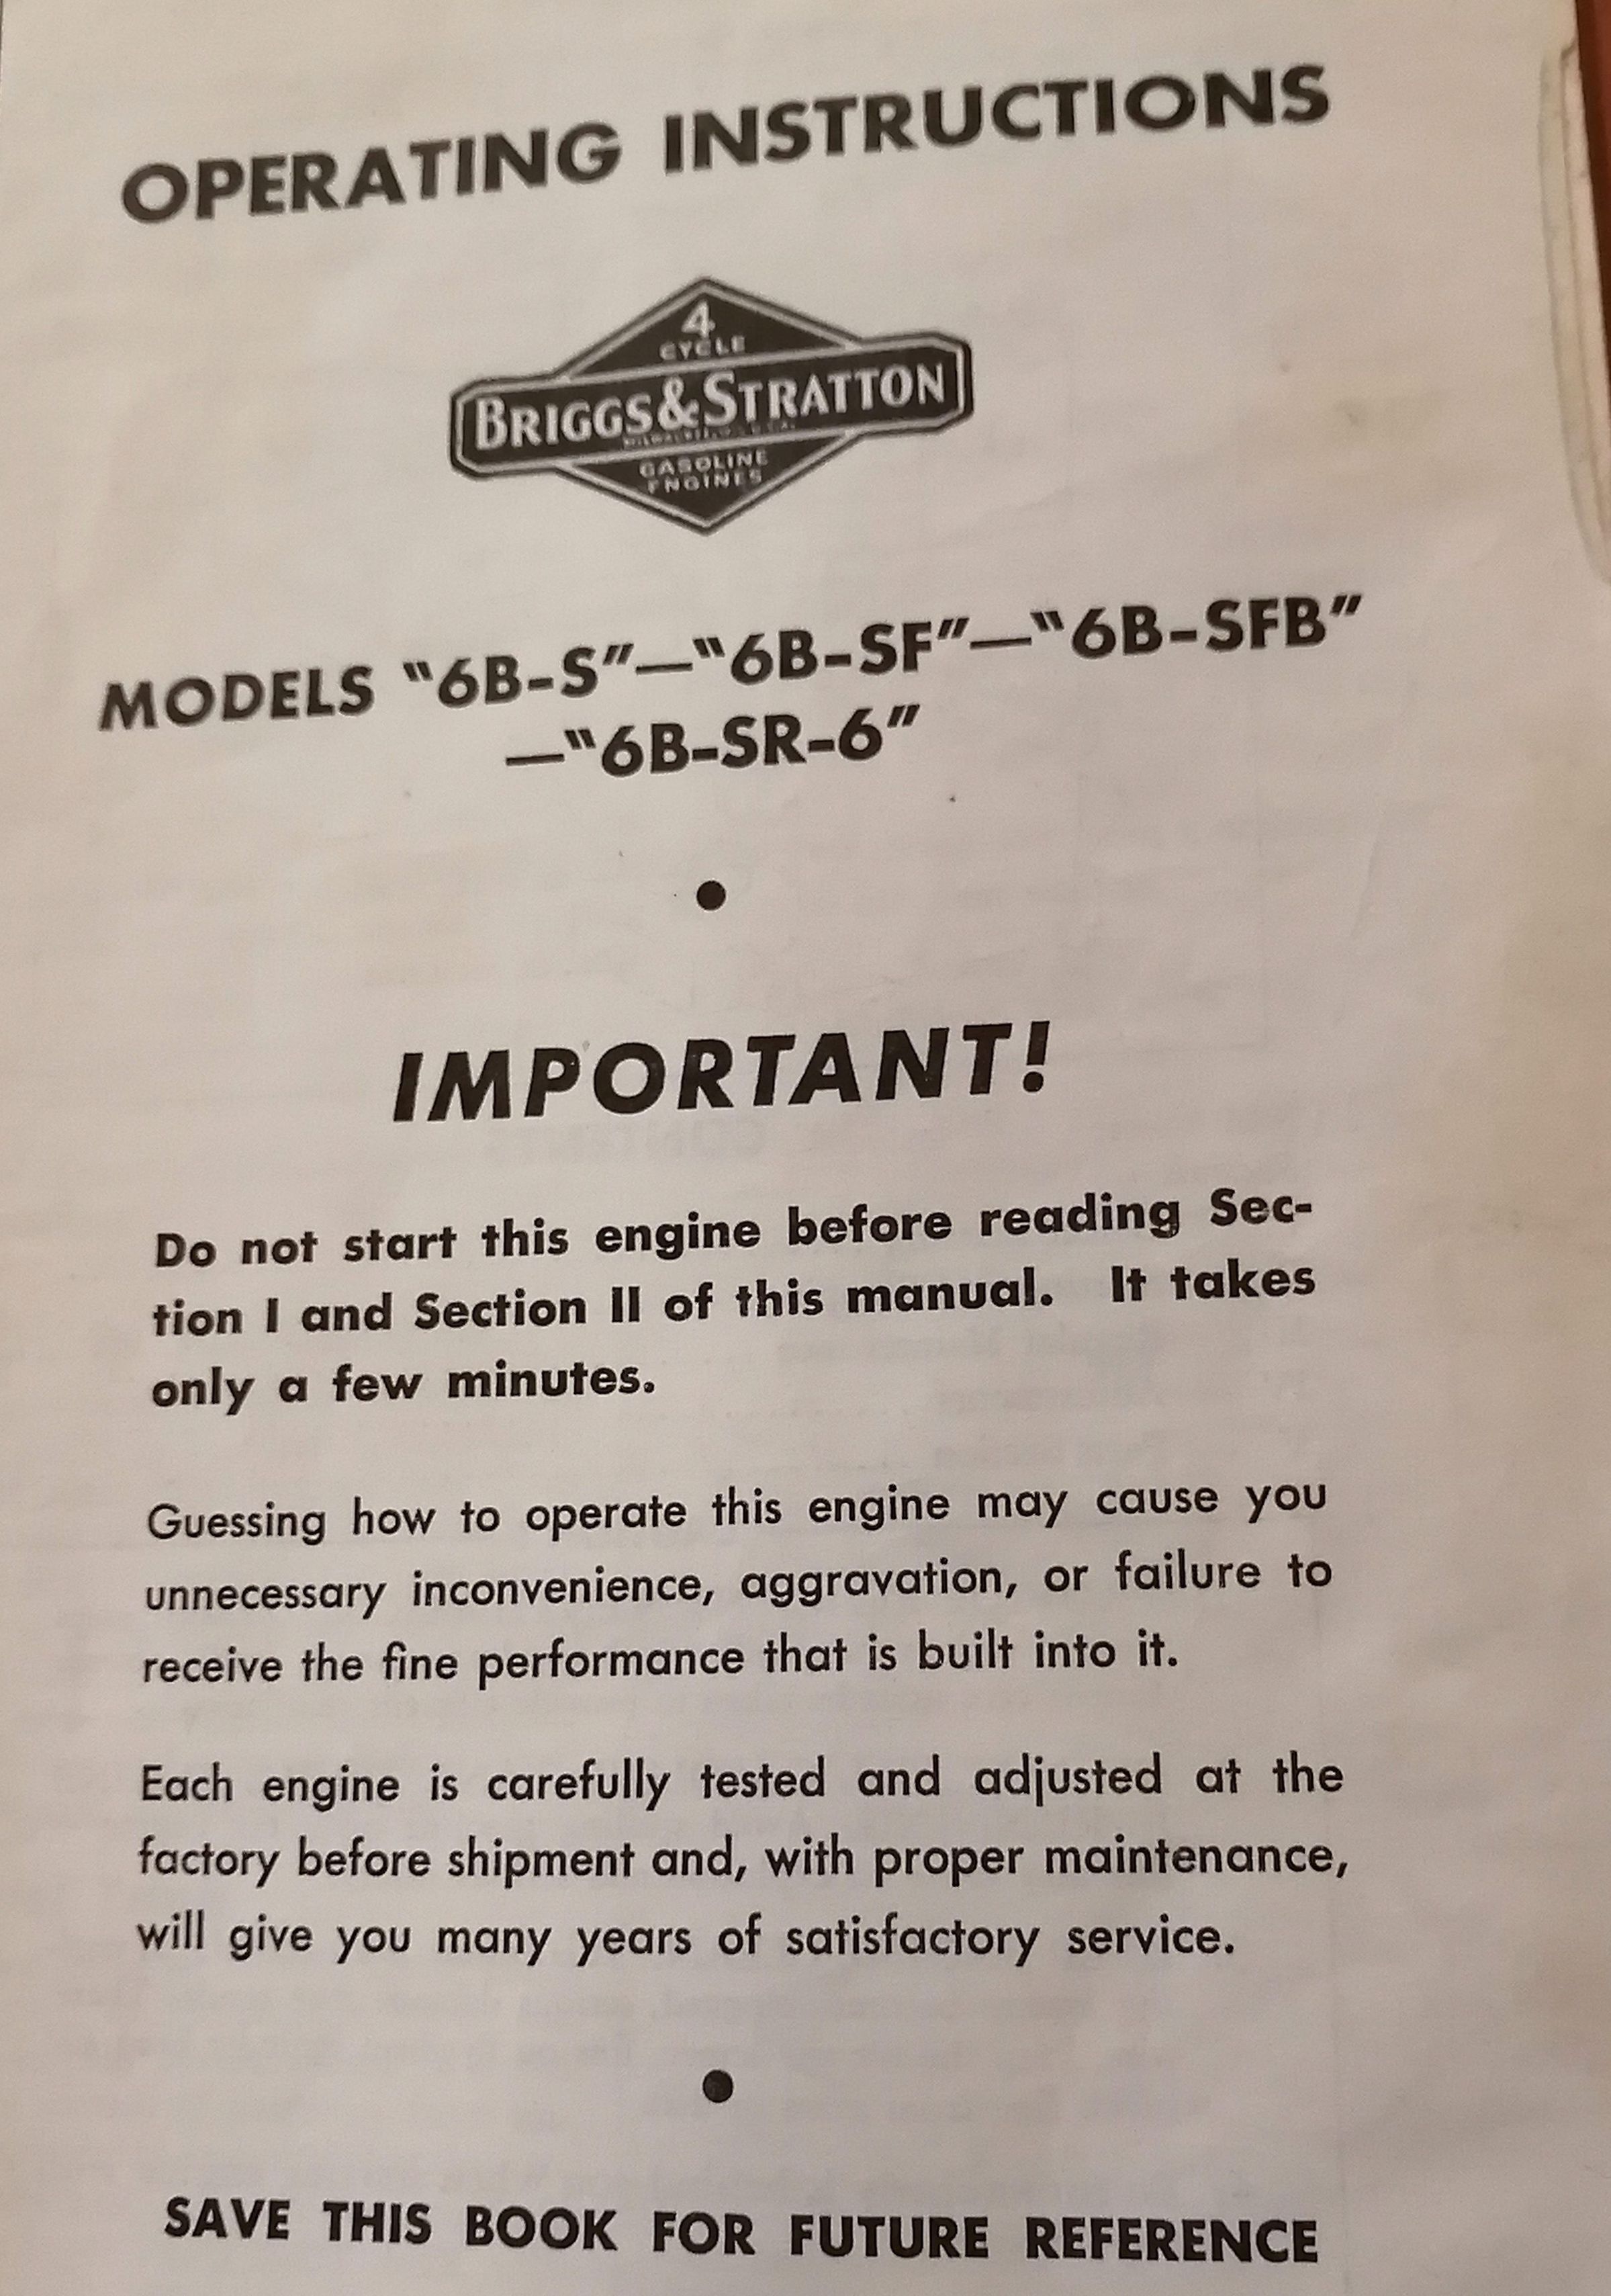 OPERATING INSTRUCTIONS
4
CYCLE
BRIGGS & STRATTON
GASOLINE
ENGINES
MODELS "6B-S"—"6B-SF"—"6B-SFB"
—"6B-SR-6"
•
IMPORTANT!
Do not start this engine before reading Sec-
tion I and Section II of this manual. It takes
only a few minutes.
Guessing how to operate this engine may cause you
unnecessary inconvenience, aggravation, or failure to
receive the fine performance that is built into it.
Each engine is carefully tested and adjusted at the
factory before shipment and, with proper maintenance,
will give you many years of satisfactory service.
•
SAVE THIS BOOK FOR FUTURE REFERENCE